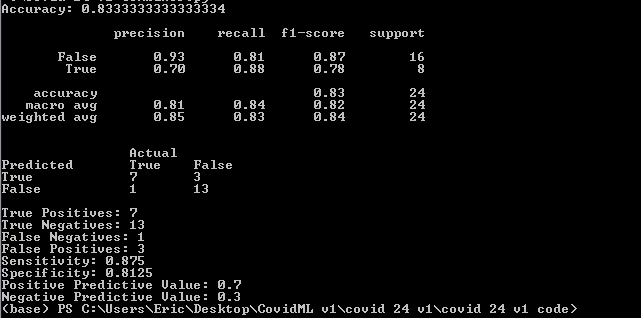 Accuracy: 0.8333333333333334
precision recall f1-score support
False 0.93 0.81 0.87 16
True 0.70 0.88 0.78 8
accuracy 0.83 24
macro avg 0.81 0.84 0.82 24
weighted avg 0.85 0.83 0.84 24
Actual
Predicted True False
True 7 3
False 1 13
True Positives: 7
True Negatives: 13
False Negatives: 1
False Positives: 3
Sensitivity: 0.875
Specificity: 0.8125
Positive Predictive Value: 0.7
Negative Predictive Value: 0.3
(base) PS C:\Users\Eric\Desktop\CovidML v1\covid 24 v1\covid 24 v1 code>